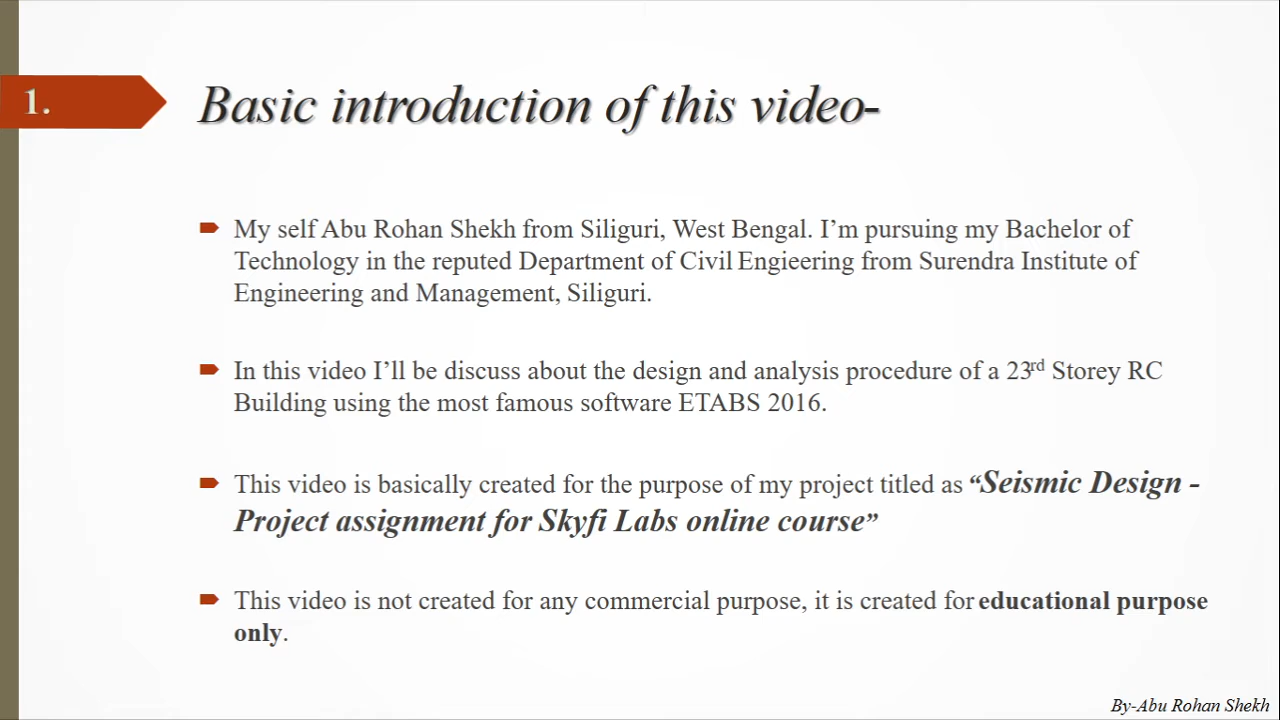 1.
Basic introduction of this video-
My self Abu Rohan Shekh from Siliguri, West Bengal. I’m pursuing my Bachelor of
Technology in the reputed Department of Civil Engieering from Surendra Institute of
Engineering and Management, Siliguri.
In this video I’ll be discuss about the design and analysis procedure of a 23rd Storey RC
Building using the most famous software ETABS 2016.
This video is basically created for the purpose of my project titled as “Seismic Design -
Project assignment for Skyfi Labs online course”
This video is not created for any commercial purpose, it is created for educational purpose
only.
By-Abu Rohan Shekh